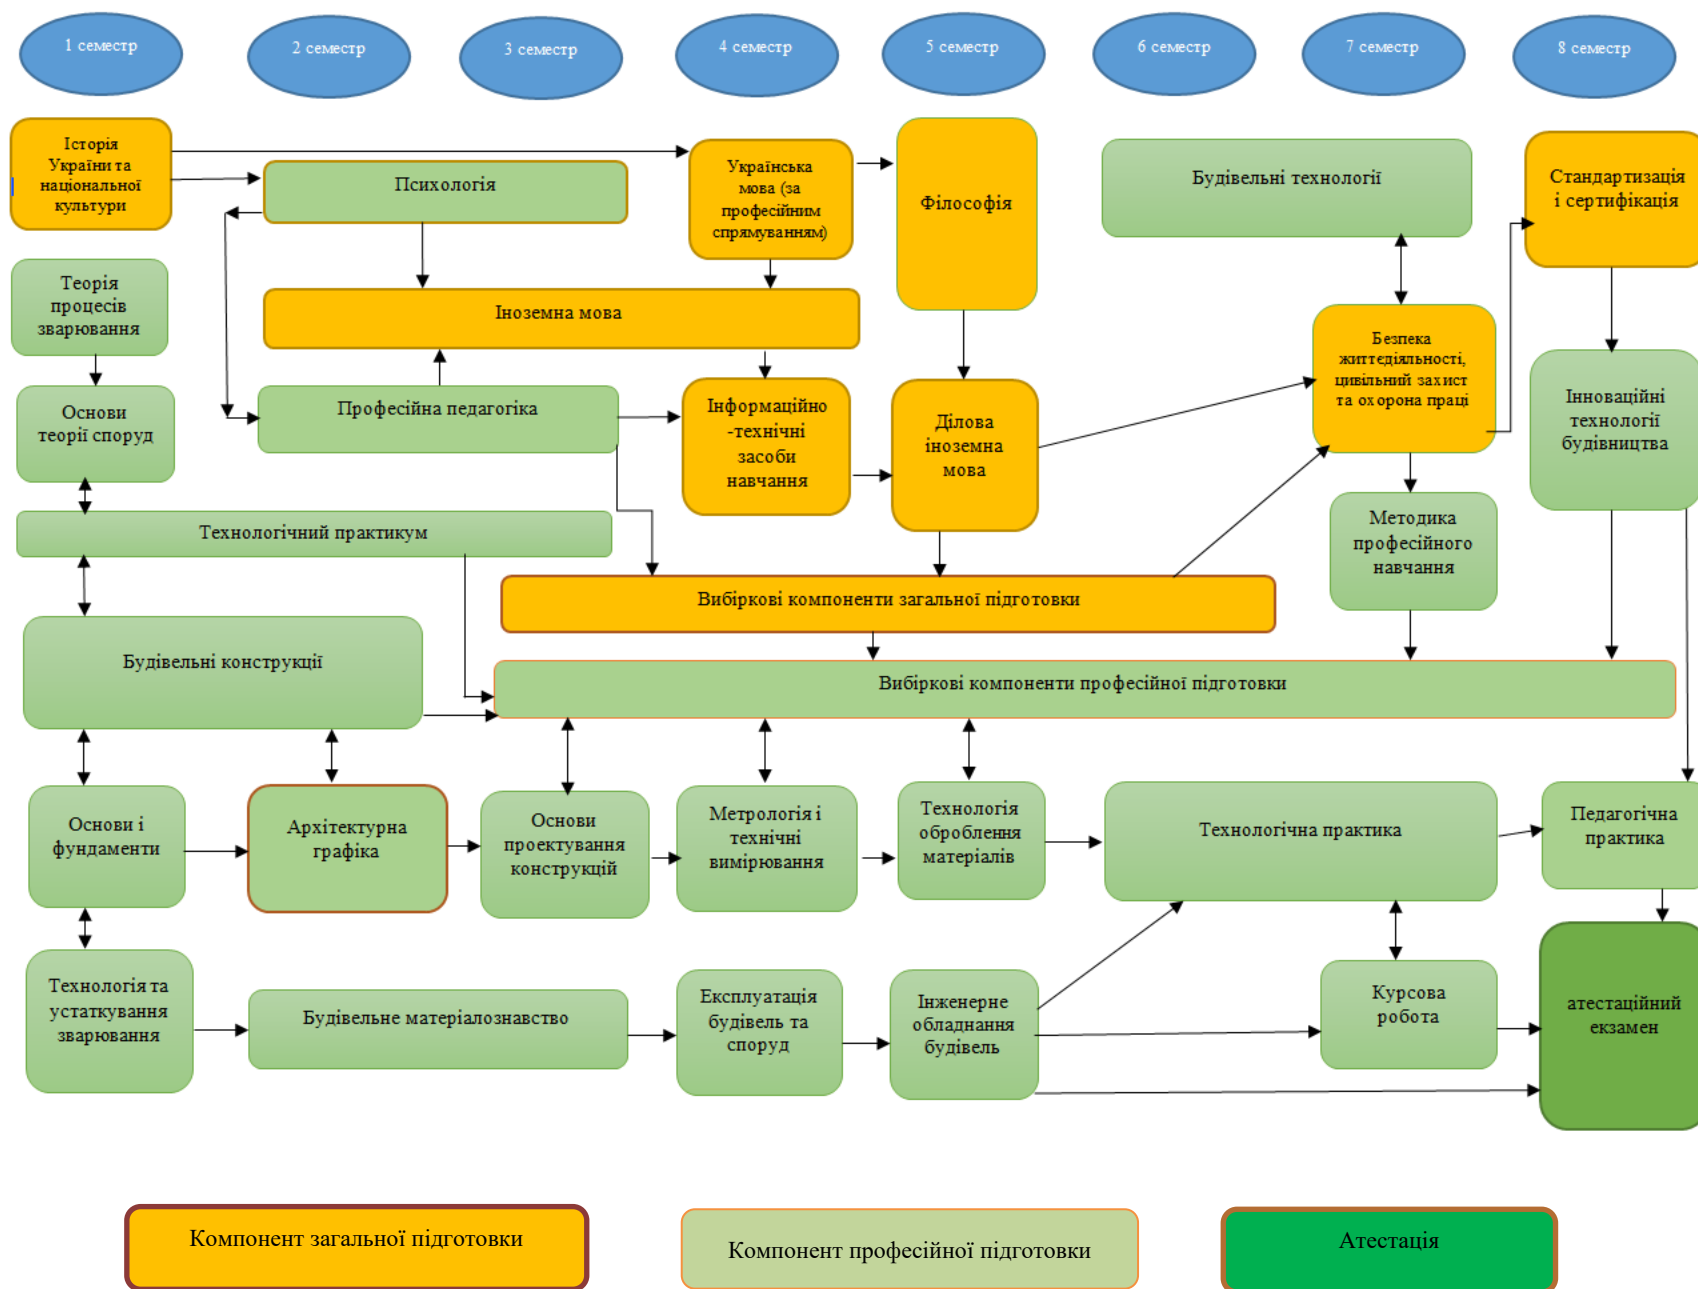 1 семестр
2 семестр
3 семестр
4 семестр
5 семестр
6 семестр
7 семестр
8 семестр
Історія
України та
національної
культури
Психологія
Українська
мова (за
професійним
спрямуванням)
Філософія
Будівельні технології
Стандартизація
і сертифікація
Теорія
процесів
зварювання
Іноземна мова
Безпека
життєдіяльності,
цивільний захист
та охорона праці
Основи
теорії споруд
Професійна педагогіка
Інформаційно
-технічні
засоби
навчання
Ділова
іноземна
мова
Інноваційні
технології
будівництва
Технологічний практикум
Методика
професійного
навчання
Вибіркові компоненти загальної підготовки
Будівельні конструкції
Вибіркові компоненти професійної підготовки
Основи і
фундаменти
Архітектурна
графіка
Основи
проектування
конструкцій
Метрологія і
технічні
вимірювання
Технологія
оброблення
матеріалів
Технологічна практика
Педагогічна
практика
Технологія та
устаткування
зварювання
Будівельне матеріалознавство
Експлуатація
будівель та
споруд
Інженерне
обладнання
будівель
Курсова
робота
атестаційний
екзамен
Компонент загальної підготовки
Компонент професійної підготовки
Атестація